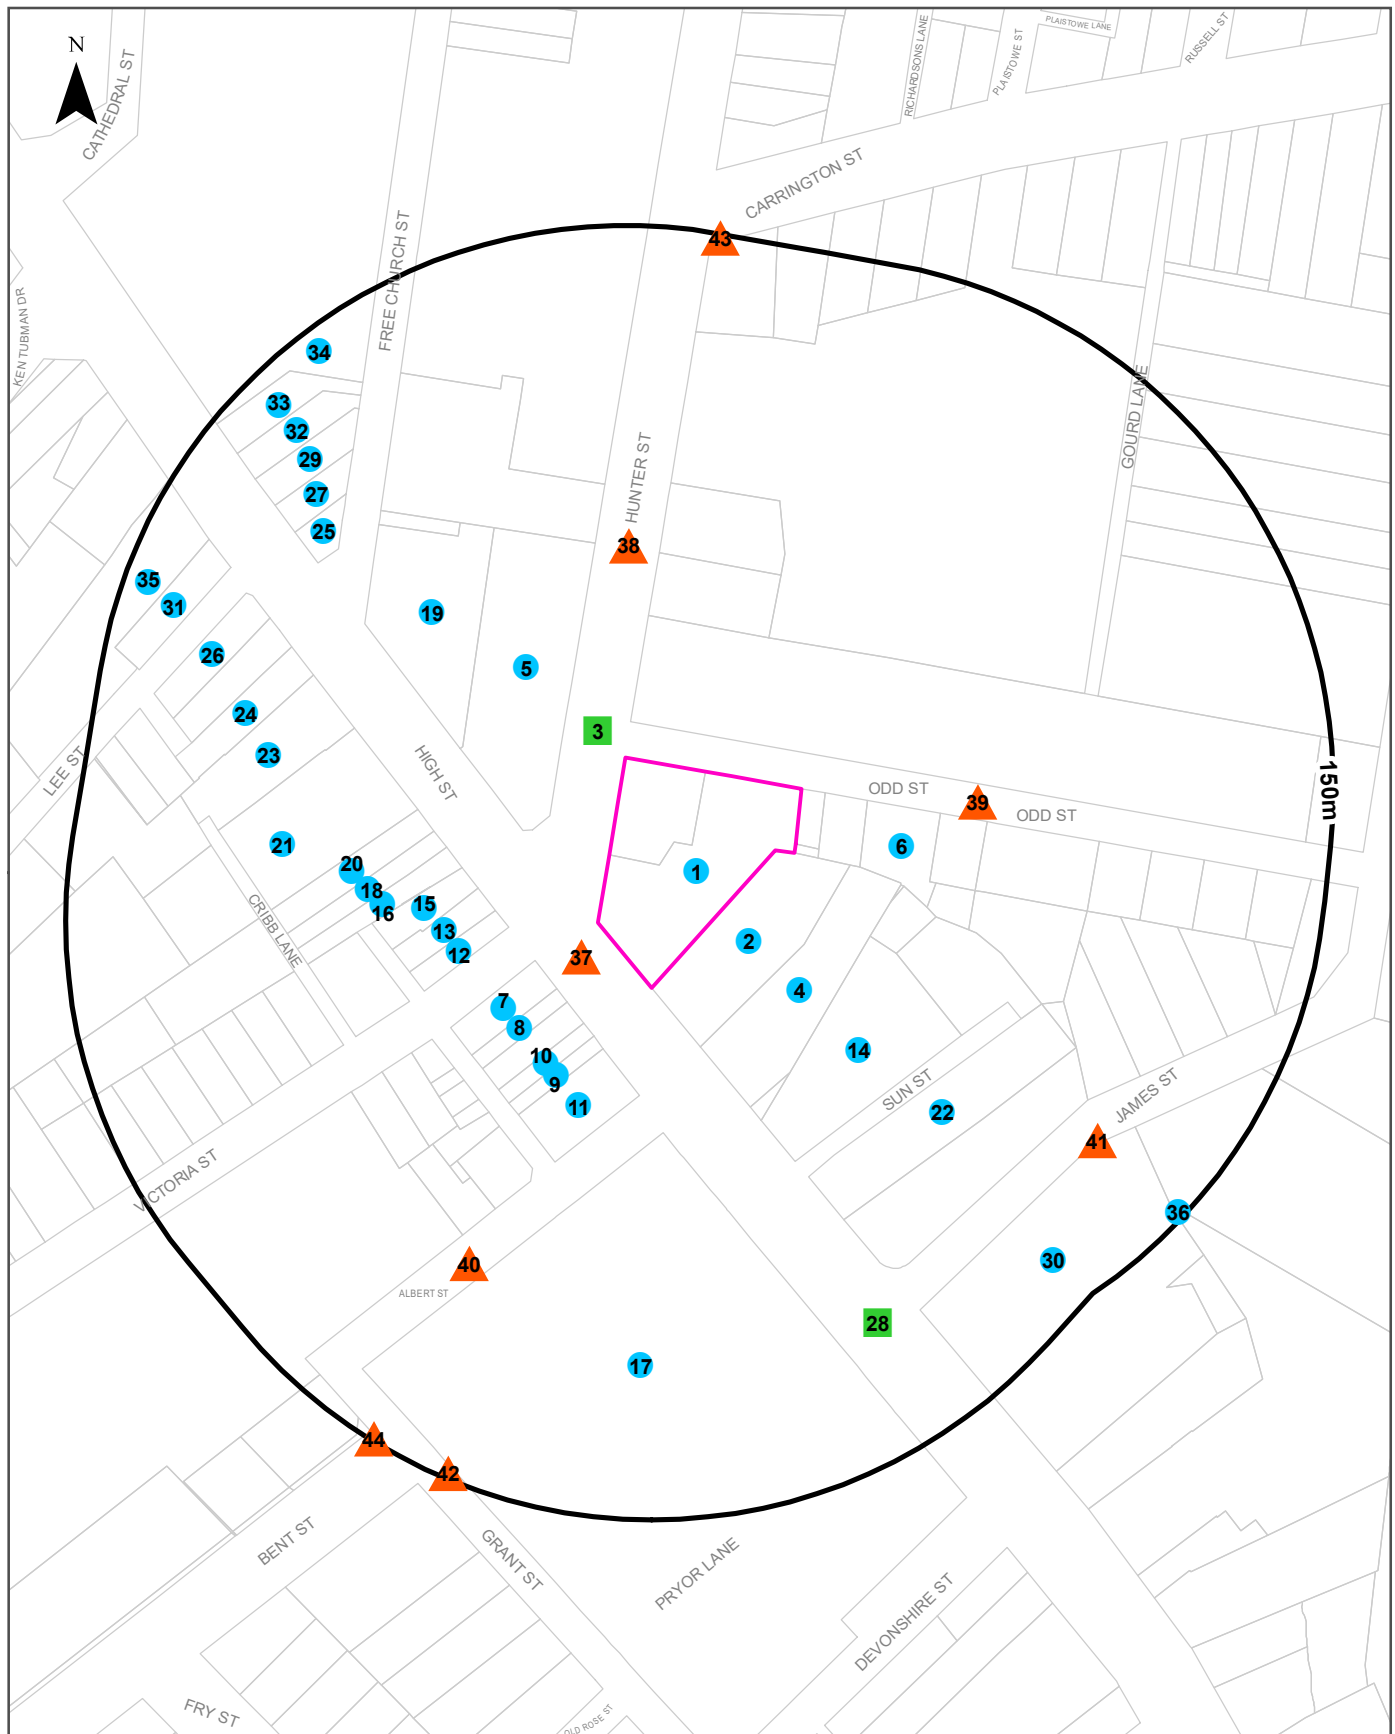 PLAISTOWE LANE
RUSSELL ST
RICHARDSONS LANE
PLAISTOWE ST
N
CATHEDRAL ST
CARRINGTON ST
FREE CHURCH ST
43
KEN TUBMAN DR
34
GOURD LANE
33
32
29
HUNTER ST
27
25
38
35
31
19
26
5
24
3
23
LEE ST
HIGH ST
ODD ST
39
ODD ST
150m
21
6
20
1
18
16
15
CRIBB LANE
13
2
12
37
4
7
8
14
10
9
SUN ST
JAMES ST
11
22
41
VICTORIA ST
36
30
40
ALBERT ST
28
17
44
42
BENT ST
GRANT ST
PRYOR LANE
DEVONSHIRE ST
FRY ST
OLD ROSE ST